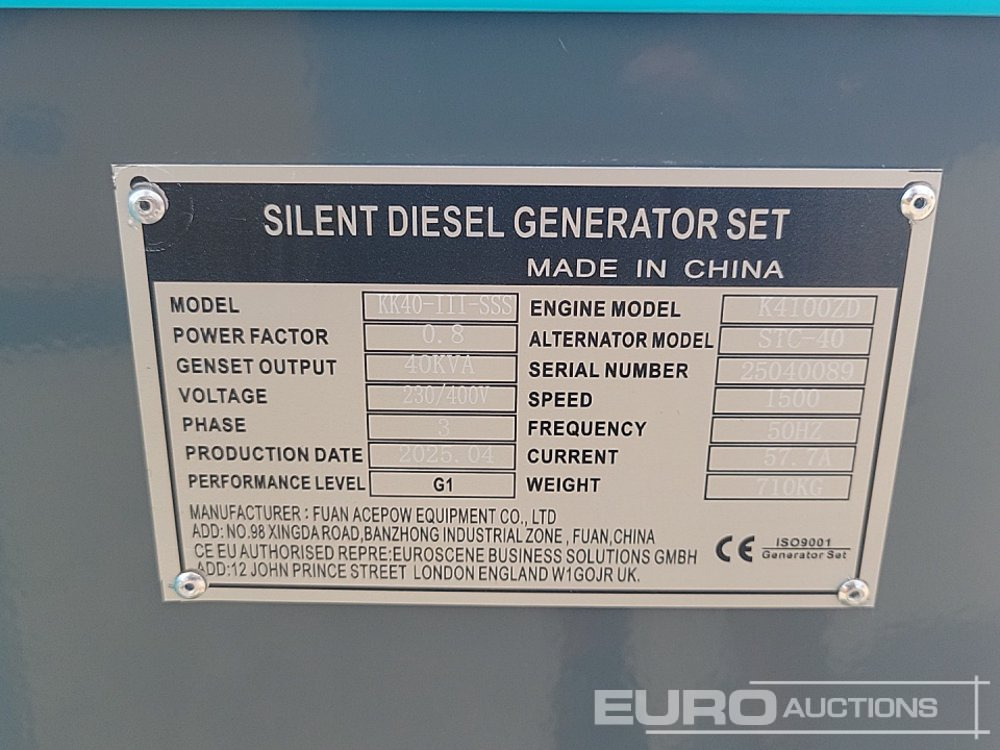 SILENT DIESEL GENERATOR SET
MADE IN CHINA
MODEL KK40-III-SSS
POWER FACTOR 0.8
GENSET OUTPUT 40KVA
VOLTAGE 230/400V
PHASE 3
PRODUCTION DATE 2025.04
PERFORMANCE LEVEL G1
ENGINE MODEL K4100ZD
ALTERNATOR MODEL STC-40
SERIAL NUMBER 25040089
SPEED 1500
FREQUENCY 50HZ
CURRENT 57.7A
WEIGHT 710KG
MANUFACTURER : FUAN ACEPOW EQUIPMENT CO., LTD
ADD: NO.98 XINGDA ROAD,BANZHONG INDUSTRIAL ZONE , FUAN,CHINA
CE EU AUTHORISED REPRE:EUROSCENE BUSINESS SOLUTIONS GMBH
ADD:12 JOHN PRINCE STREET LONDON ENGLAND W1GOJR UK.
CE ISO9001
Generator Set
EURO AUCTIONS